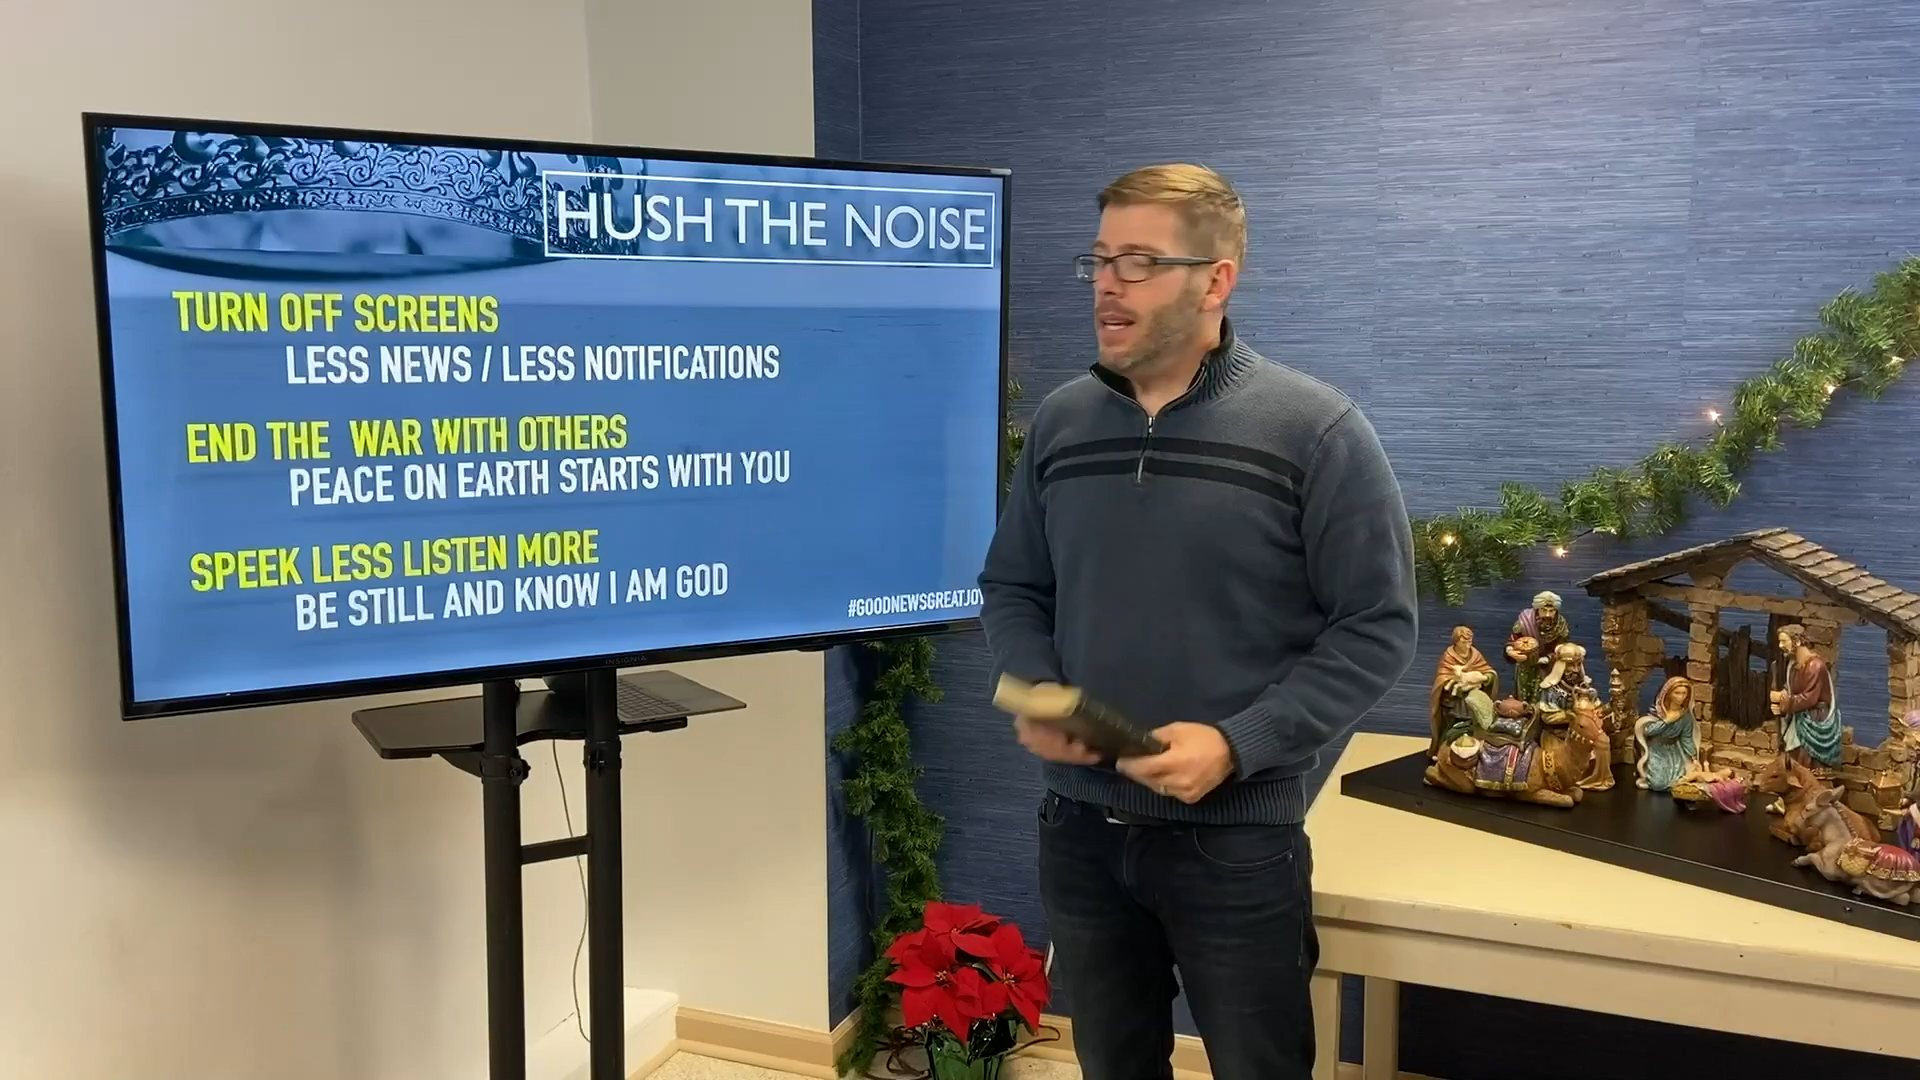 HUSH THE NOISE
TURN OFF SCREENS
LESS NEWS / LESS NOTIFICATIONS
END THE WAR WITH OTHERS
PEACE ON EARTH STARTS WITH YOU
SPEEK LESS LISTEN MORE
BE STILL AND KNOW I AM GOD
#GOODNEWSGREATJOY
INSIGNIA